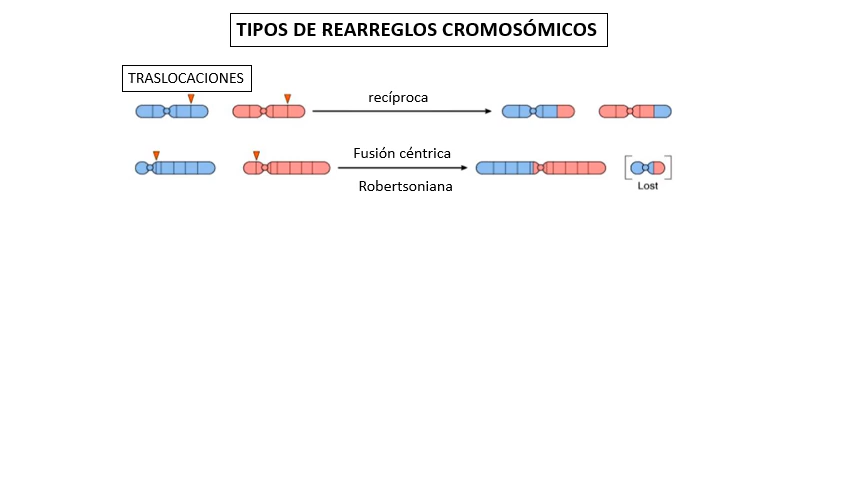 TIPOS DE REARREGLOS CROMOSÓMICOS
TRASLOCACIONES
recíproca
Fusión céntrica
Robertsoniana
Lost